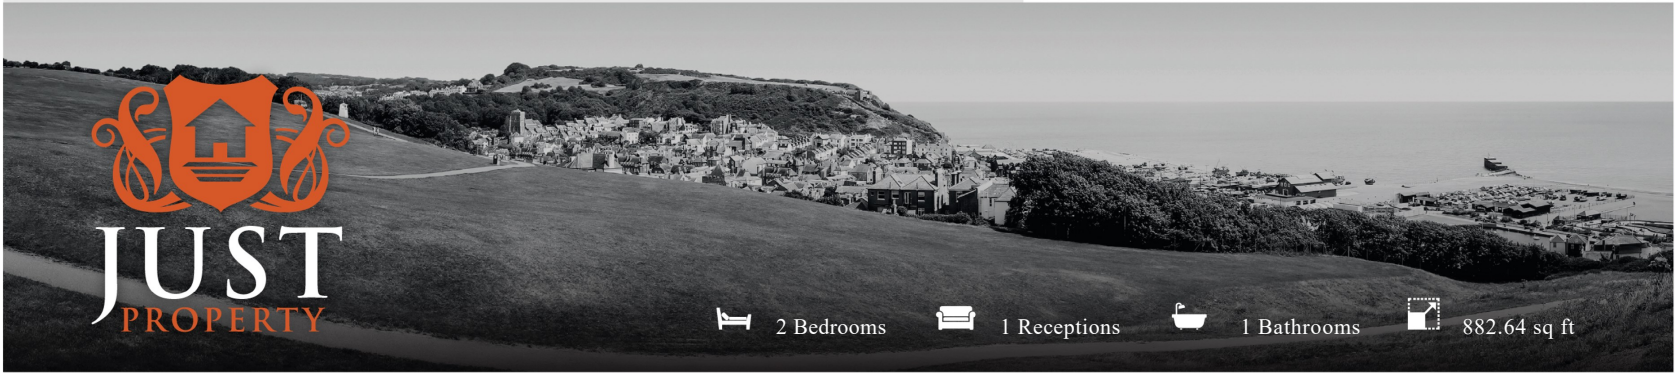 JUST
PROPERTY
2 Bedrooms 1 Receptions 1 Bathrooms 882.64 sq ft